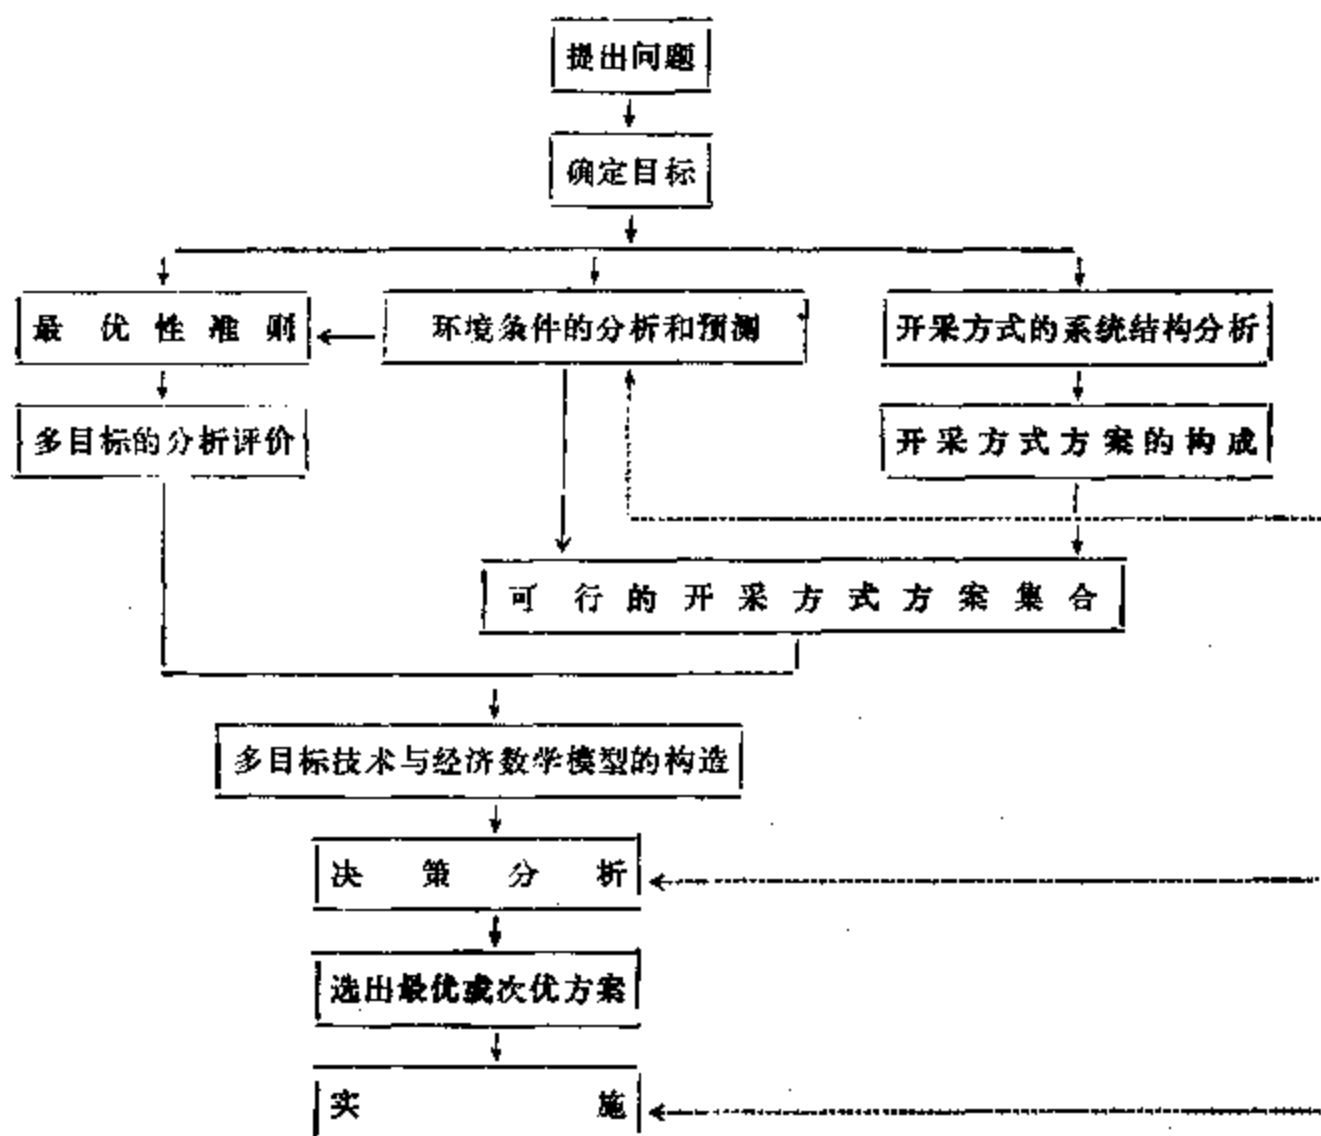 提出问题
确定目标
最优性准则
环境条件的分析和预测
开采方式的系统结构分析
多目标的分析评价
开采方式方案的构成
可行的开采方式方案集合
多目标技术与经济数学模型的构造
决策分析
选出最优或次优方案
实施